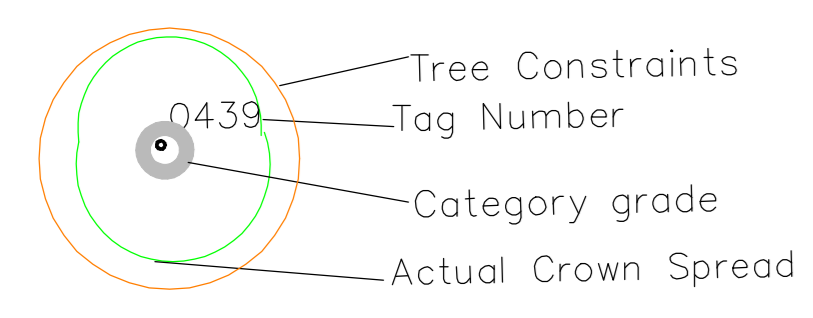 Tree Constraints
0439
Tag Number
Category grade
Actual Crown Spread